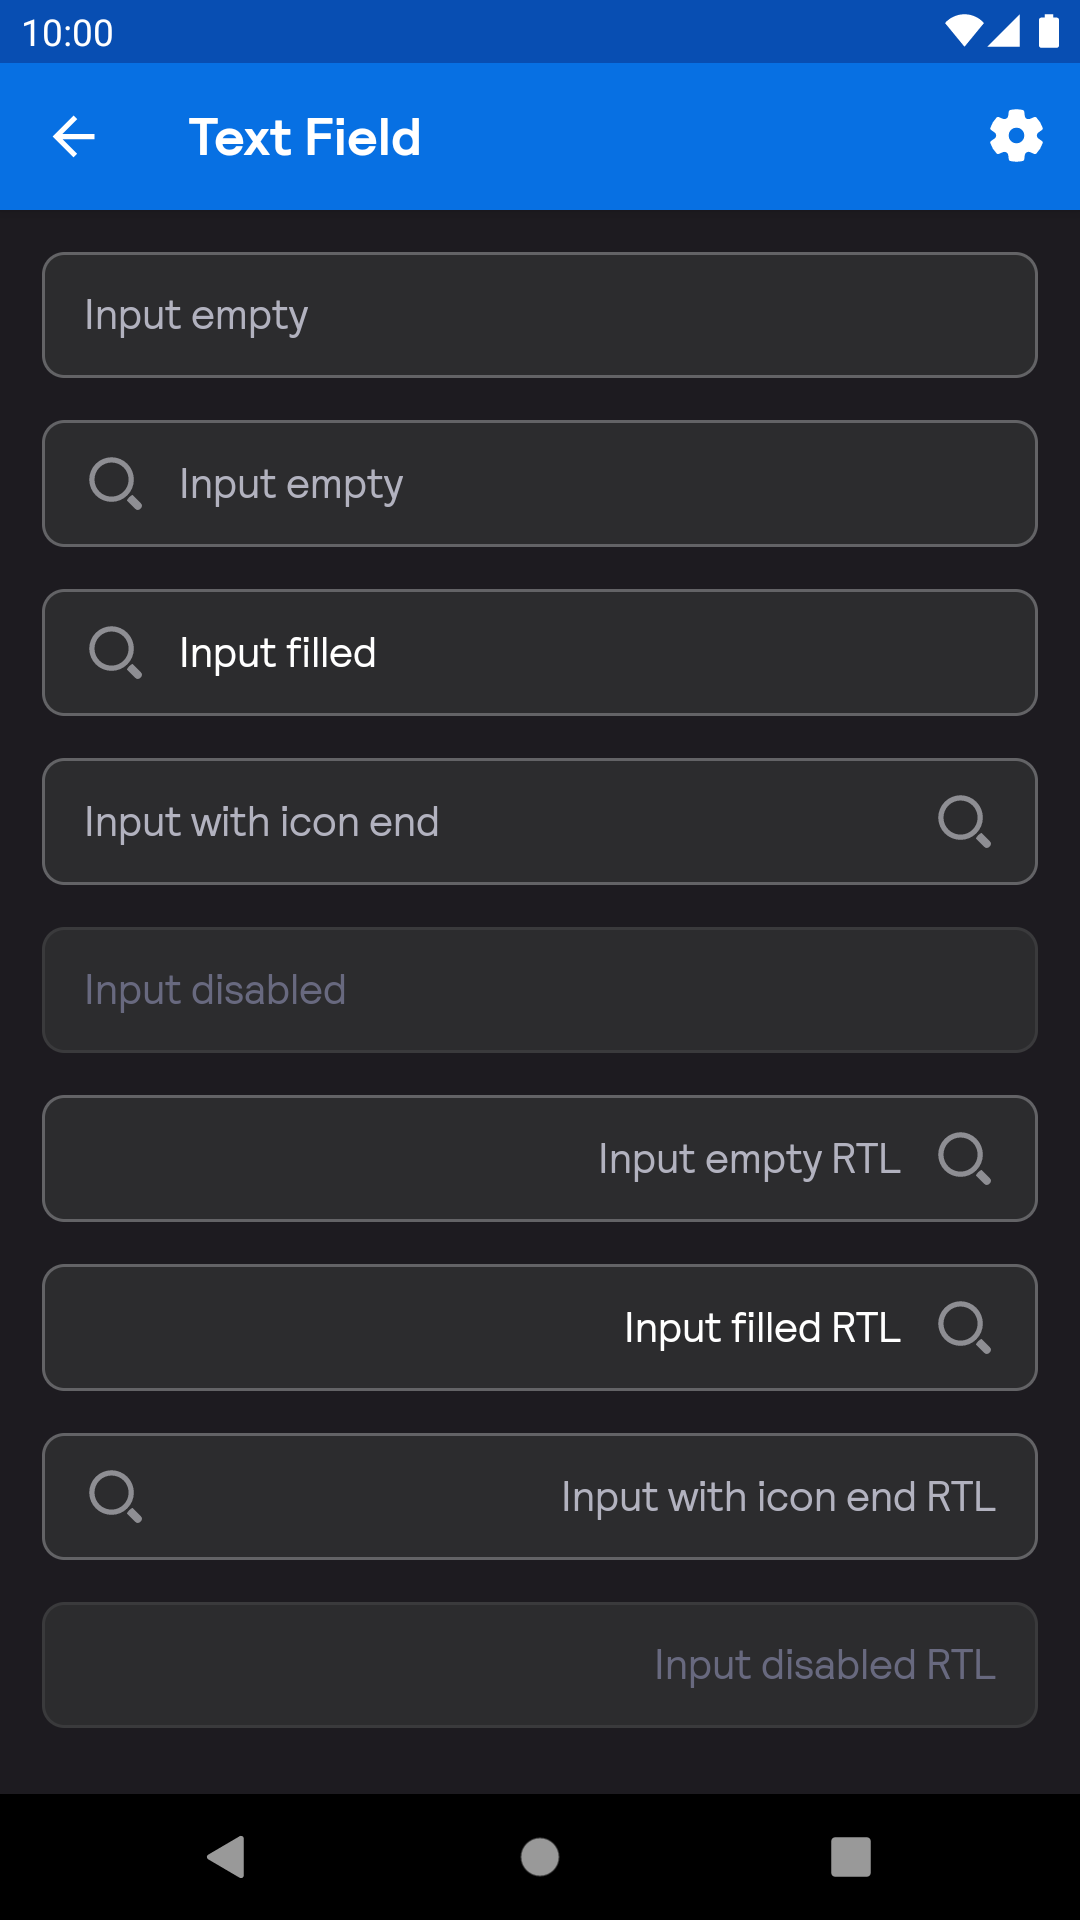 10:00
Text Field
Input empty
Input empty
Input filled
Input with icon end
Input disabled
Input empty RTL
Input filled RTL
Input with icon end RTL
Input disabled RTL